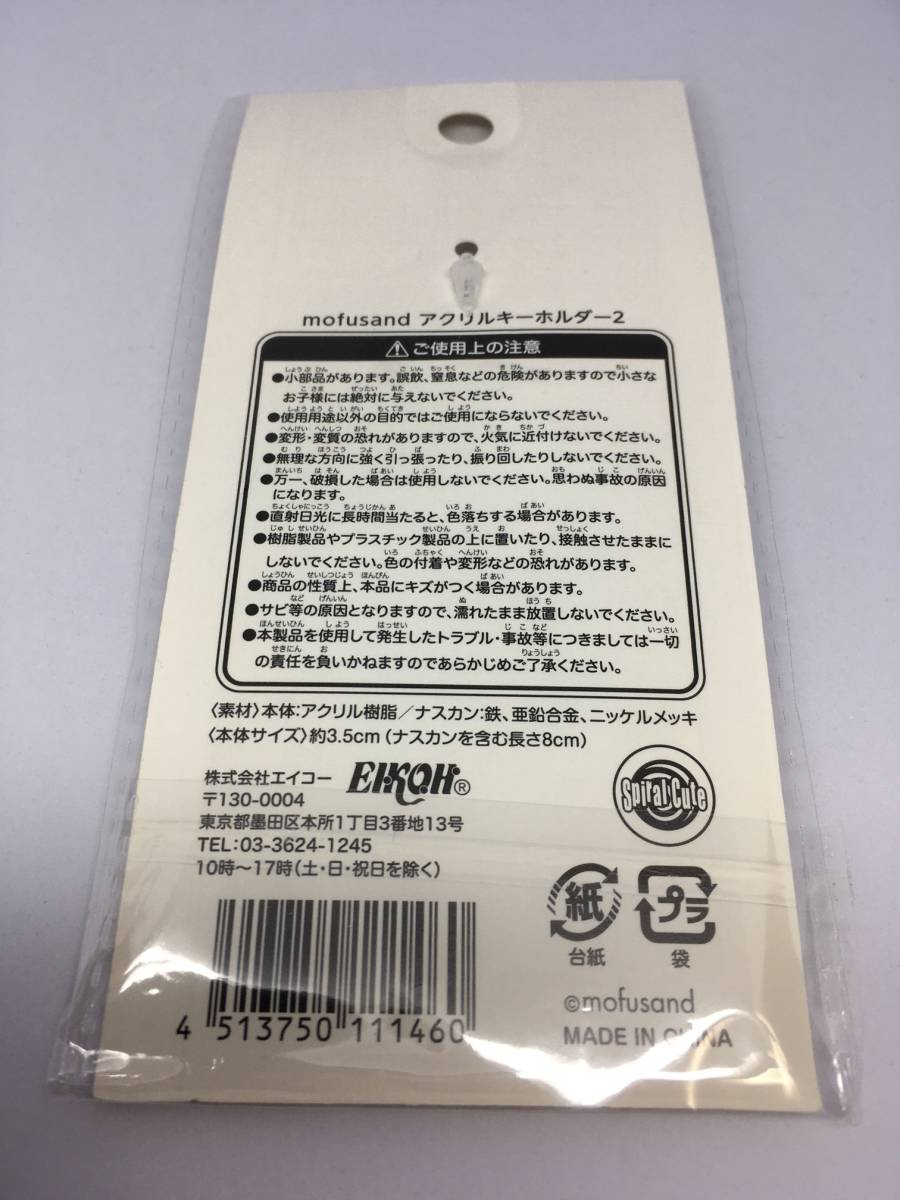 mofusand アクリルキーホルダー2
⚠ ご使用上の注意
●小部品があります。誤飲、窒息などの危険がありますので小さな
お子様には絶対に与えないでください。
●使用用途以外の目的ではご使用にならないでください。
●変形・変質の恐れがありますので、火気に近付けないでください。
●無理な方向に強く引っ張ったり、振り回したりしないでください。
●万一、破損した場合は使用しないでください。思わぬ事故の原因
になります。
●直射日光に長時間当たると、色落ちする場合があります。
●樹脂製品やプラスチック製品の上に置いたり、接触させたままに
しないでください。色の付着や変形などの恐れがあります。
●商品の性質上、本品にキズがつく場合があります。
●サビ等の原因となりますので、濡れたまま放置しないでください。
●本製品を使用して発生したトラブル・事故等につきましては一切
の責任を負いかねますのであらかじめご了承ください。
〈素材〉本体:アクリル樹脂/ナスカン:鉄、亜鉛合金、ニッケルメッキ
〈本体サイズ〉約3.5cm(ナスカンを含む長さ8cm)
株式会社エイコー EIKOH®
〒130-0004
東京都墨田区本所1丁目3番地13号
TEL:03-3624-1245
10時〜17時(土・日・祝日を除く)
Spiral Cute
紙 プラ
台紙 袋
©mofusand
MADE IN CHINA
4 513750 111460